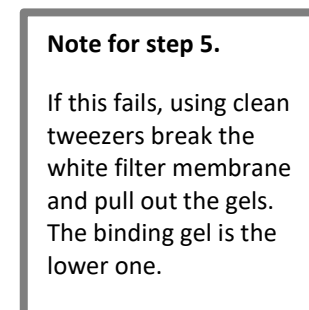 Note for step 5.
If this fails, using clean
tweezers break the
white filter membrane
and pull out the gels.
The binding gel is the
lower one.